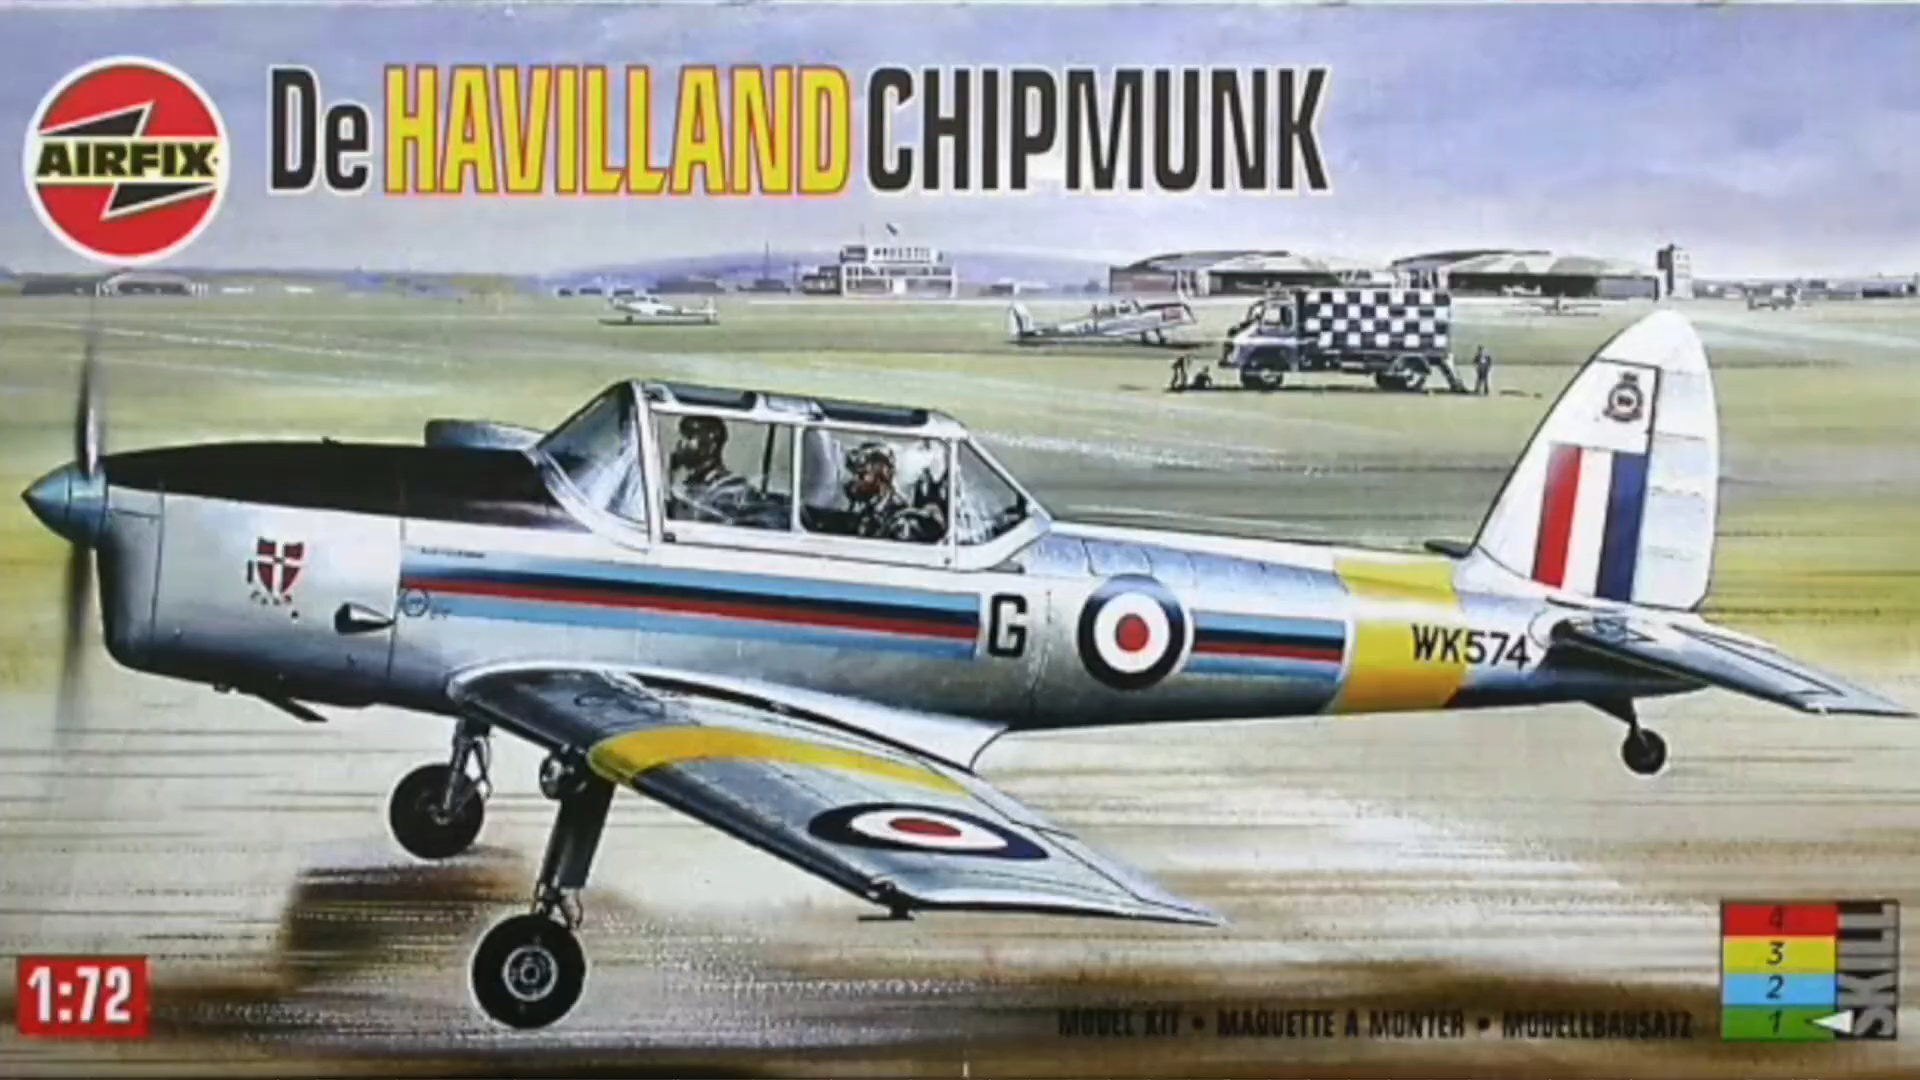 AIRFIX
De HAVILLAND CHIPMUNK
G
WK574
1:72
MODEL KIT • MAQUETTE A MONTER • MODELLBAUSATZ
4
3
2
1
SKILL